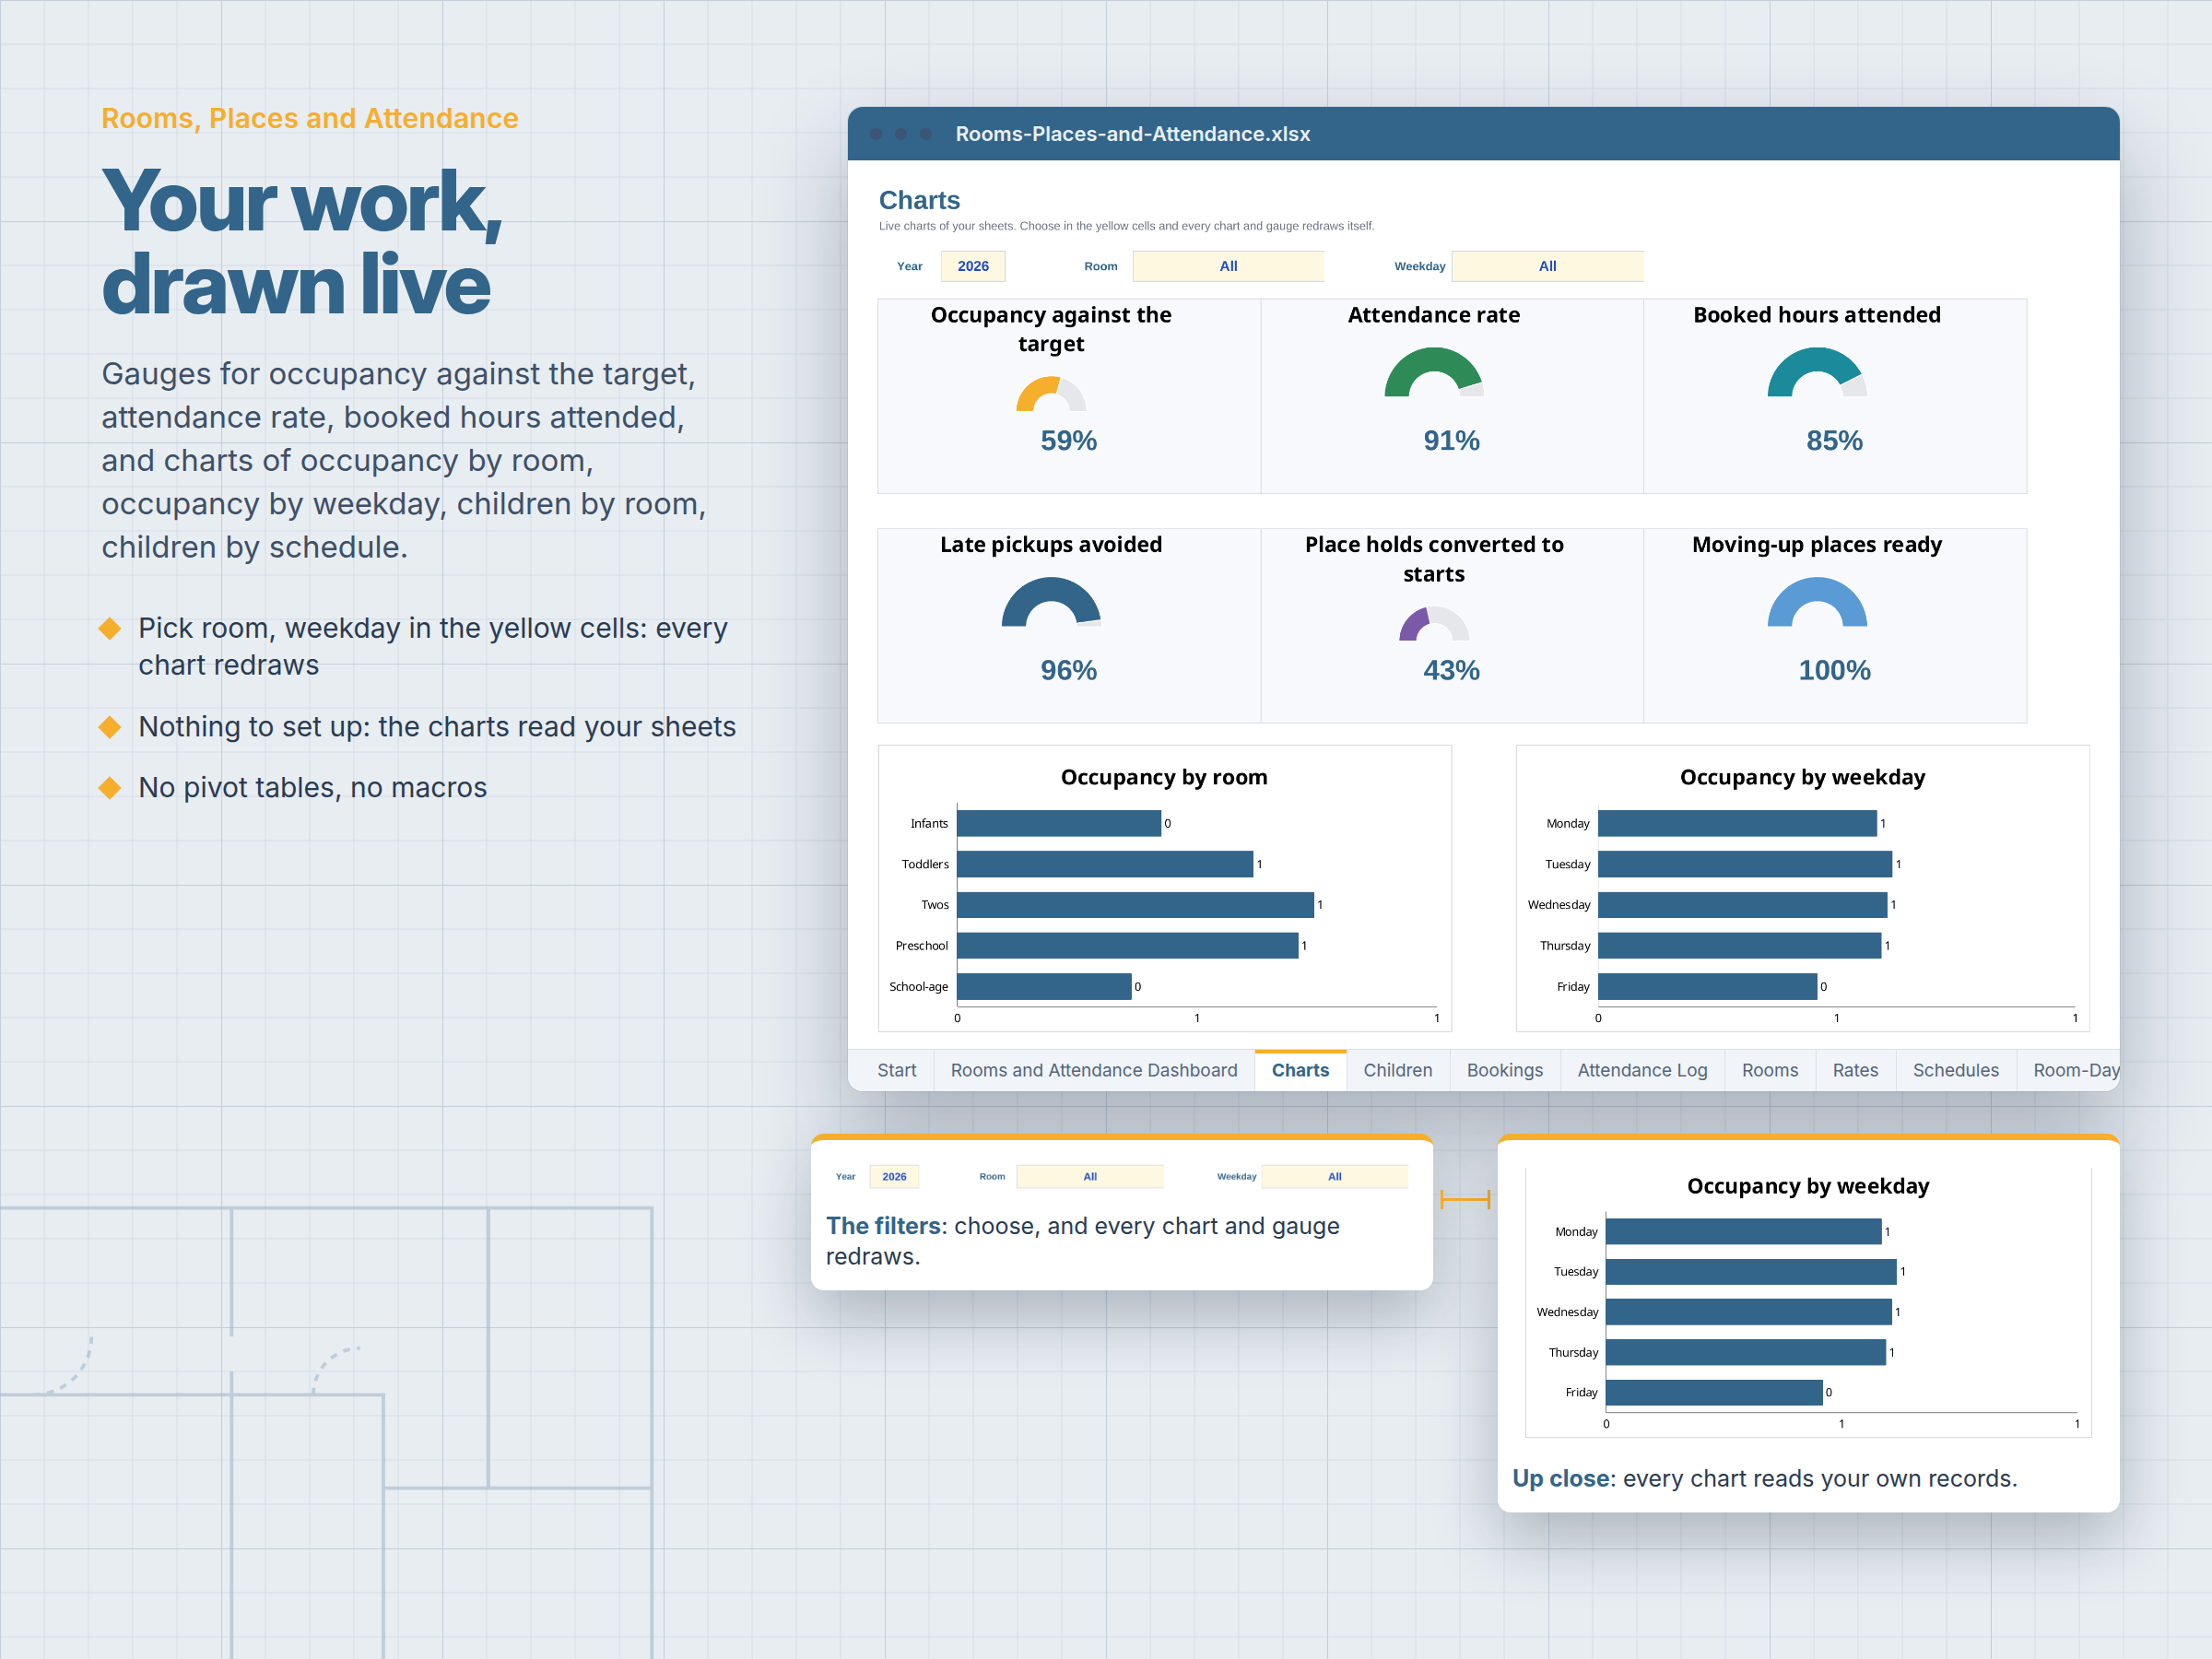 Rooms, Places and Attendance
Your work,
drawn live
Gauges for occupancy against the target,
attendance rate, booked hours attended,
and charts of occupancy by room,
occupancy by weekday, children by room,
children by schedule.
Pick room, weekday in the yellow cells: every
chart redraws
Nothing to set up: the charts read your sheets
No pivot tables, no macros
Rooms-Places-and-Attendance.xlsx
Charts
Live charts of your sheets. Choose in the yellow cells and every chart and gauge redraws itself.
Year 2026 Room All Weekday All
Occupancy against the
target
59%
Attendance rate
91%
Booked hours attended
85%
Late pickups avoided
96%
Place holds converted to
starts
43%
Moving-up places ready
100%
Occupancy by room
Infants 0
Toddlers 1
Twos 1
Preschool 1
School-age 0
0 1 1
Occupancy by weekday
Monday 1
Tuesday 1
Wednesday 1
Thursday 1
Friday 0
0 1 1
Start Rooms and Attendance Dashboard Charts Children Bookings Attendance Log Rooms Rates Schedules Room-Day
Year 2026 Room All Weekday All
The filters: choose, and every chart and gauge
redraws.
Occupancy by weekday
Monday 1
Tuesday 1
Wednesday 1
Thursday 1
Friday 0
0 1 1
Up close: every chart reads your own records.